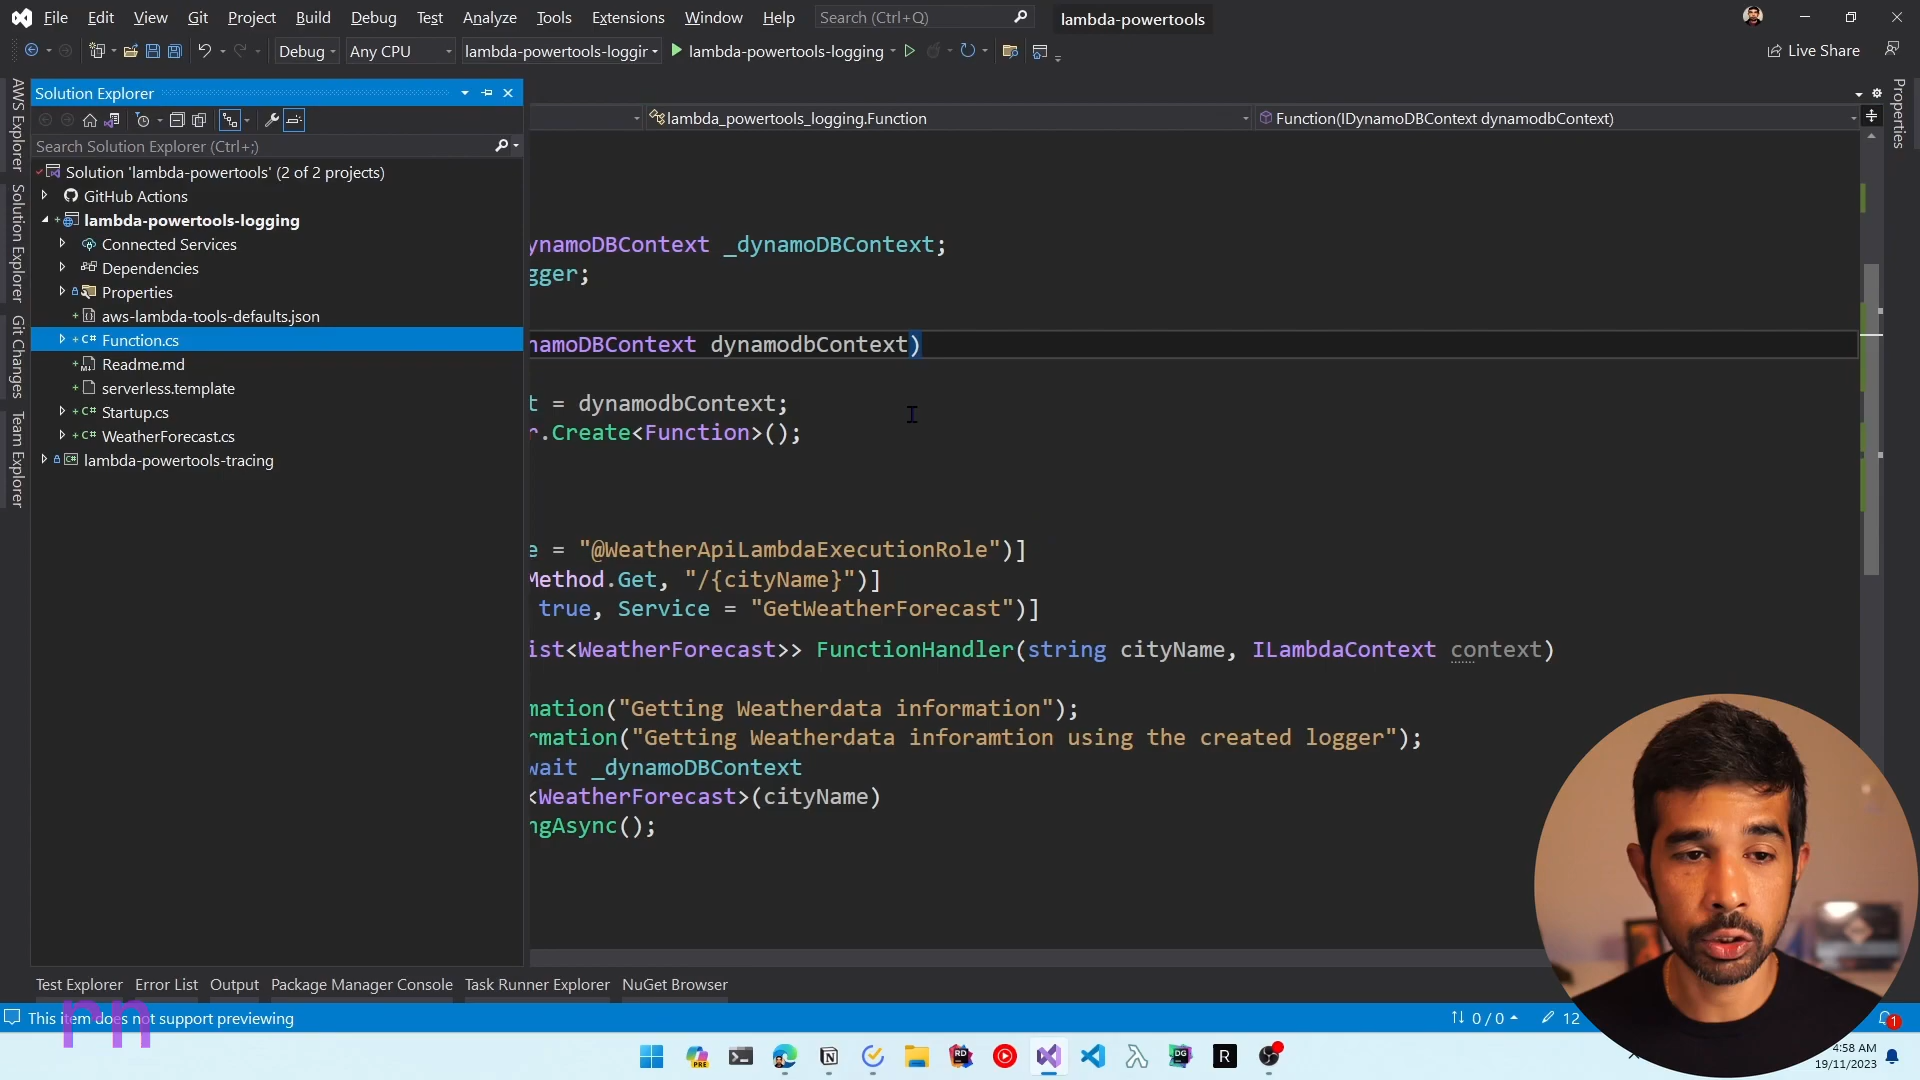 File Edit View Git Project Build Debug Test Analyze Tools Extensions Window Help Search (Ctrl+Q) lambda-powertools
Debug Any CPU lambda-powertools-loggir lambda-powertools-logging Live Share
Solution Explorer
lambda_powertools_logging.Function Function(IDynamoDBContext dynamodbContext)
Search Solution Explorer (Ctrl+;)
Solution 'lambda-powertools' (2 of 2 projects)
GitHub Actions
lambda-powertools-logging
Connected Services
Dependencies
Properties
aws-lambda-tools-defaults.json
Function.cs
Readme.md
serverless.template
Startup.cs
WeatherForecast.cs
lambda-powertools-tracing
AWS Explorer
Solution Explorer
Git Changes
Team Explorer
Properties
ynamoDBContext _dynamoDBContext;
gger;
namoDBContext dynamodbContext)
t = dynamodbContext;
r.Create<Function>();
e = "@WeatherApiLambdaExecutionRole")]
Method.Get, "/{cityName}")]
true, Service = "GetWeatherForecast")]
ist<WeatherForecast>> FunctionHandler(string cityName, ILambdaContext context)
mation("Getting Weatherdata information");
rmation("Getting Weatherdata inforamtion using the created logger");
wait _dynamoDBContext
<WeatherForecast>(cityName)
ngAsync();
Test Explorer Error List Output Package Manager Console Task Runner Explorer NuGet Browser
This item does not support previewing 0 / 0 12 1
rn
PRE RD DG R
4:58 AM
19/11/2023